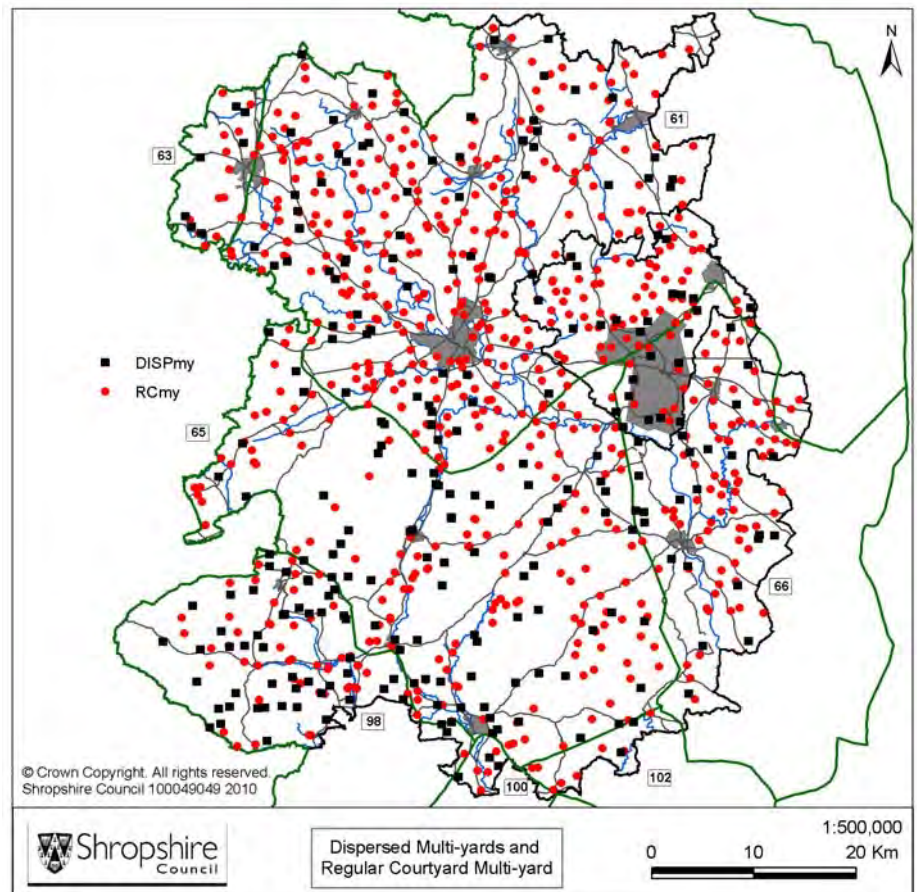 N
61
63
DISPmy
RCmy
65
66
98
© Crown Copyright. All rights reserved.
Shropshire Council 100049049 2010
100
102
Shropshire
Council
Dispersed Multi-yards and
Regular Courtyard Multi-yard
1:500,000
0 10 20 Km